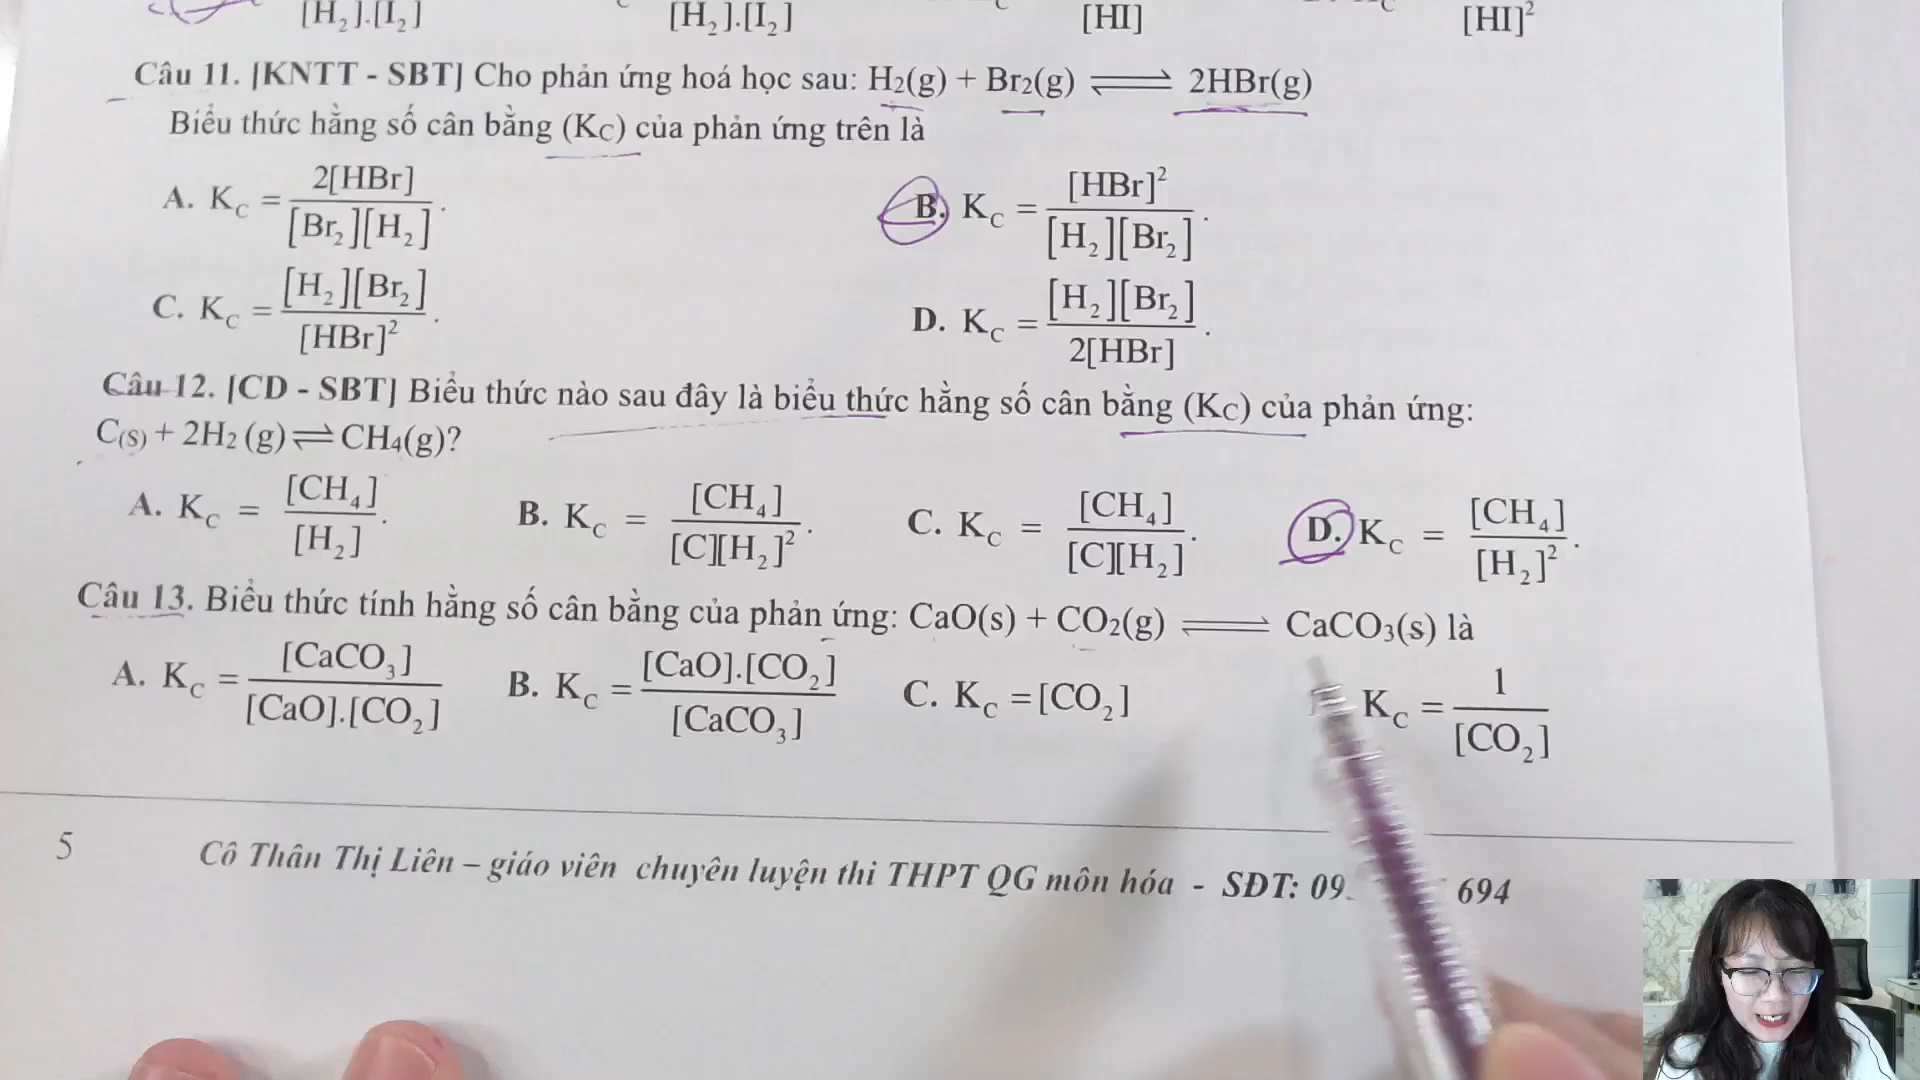 [H₂].[I₂] [H₂].[I₂] [HI] [HI]²
Câu 11. [KNTT - SBT] Cho phản ứng hoá học sau: H₂(g) + Br₂(g) ⇌ 2HBr(g)
Biểu thức hằng số cân bằng (K_C) của phản ứng trên là
A. K_C = 2[HBr] / [Br₂][H₂]. B. K_C = [HBr]² / [H₂][Br₂].
C. K_C = [H₂][Br₂] / [HBr]². D. K_C = [H₂][Br₂] / 2[HBr].
Câu 12. [CD - SBT] Biểu thức nào sau đây là biểu thức hằng số cân bằng (K_C) của phản ứng:
C(s) + 2H₂ (g) ⇌ CH₄(g)?
A. K_C = [CH₄] / [H₂]. B. K_C = [CH₄] / [C][H₂]². C. K_C = [CH₄] / [C][H₂]. D. K_C = [CH₄] / [H₂]².
Câu 13. Biểu thức tính hằng số cân bằng của phản ứng: CaO(s) + CO₂(g) ⇌ CaCO₃(s) là
A. K_C = [CaCO₃] / [CaO].[CO₂] B. K_C = [CaO].[CO₂] / [CaCO₃] C. K_C = [CO₂] K_C = 1 / [CO₂]
5 Cô Thân Thị Liên – giáo viên chuyên luyện thi THPT QG môn hóa - SĐT: 09 694